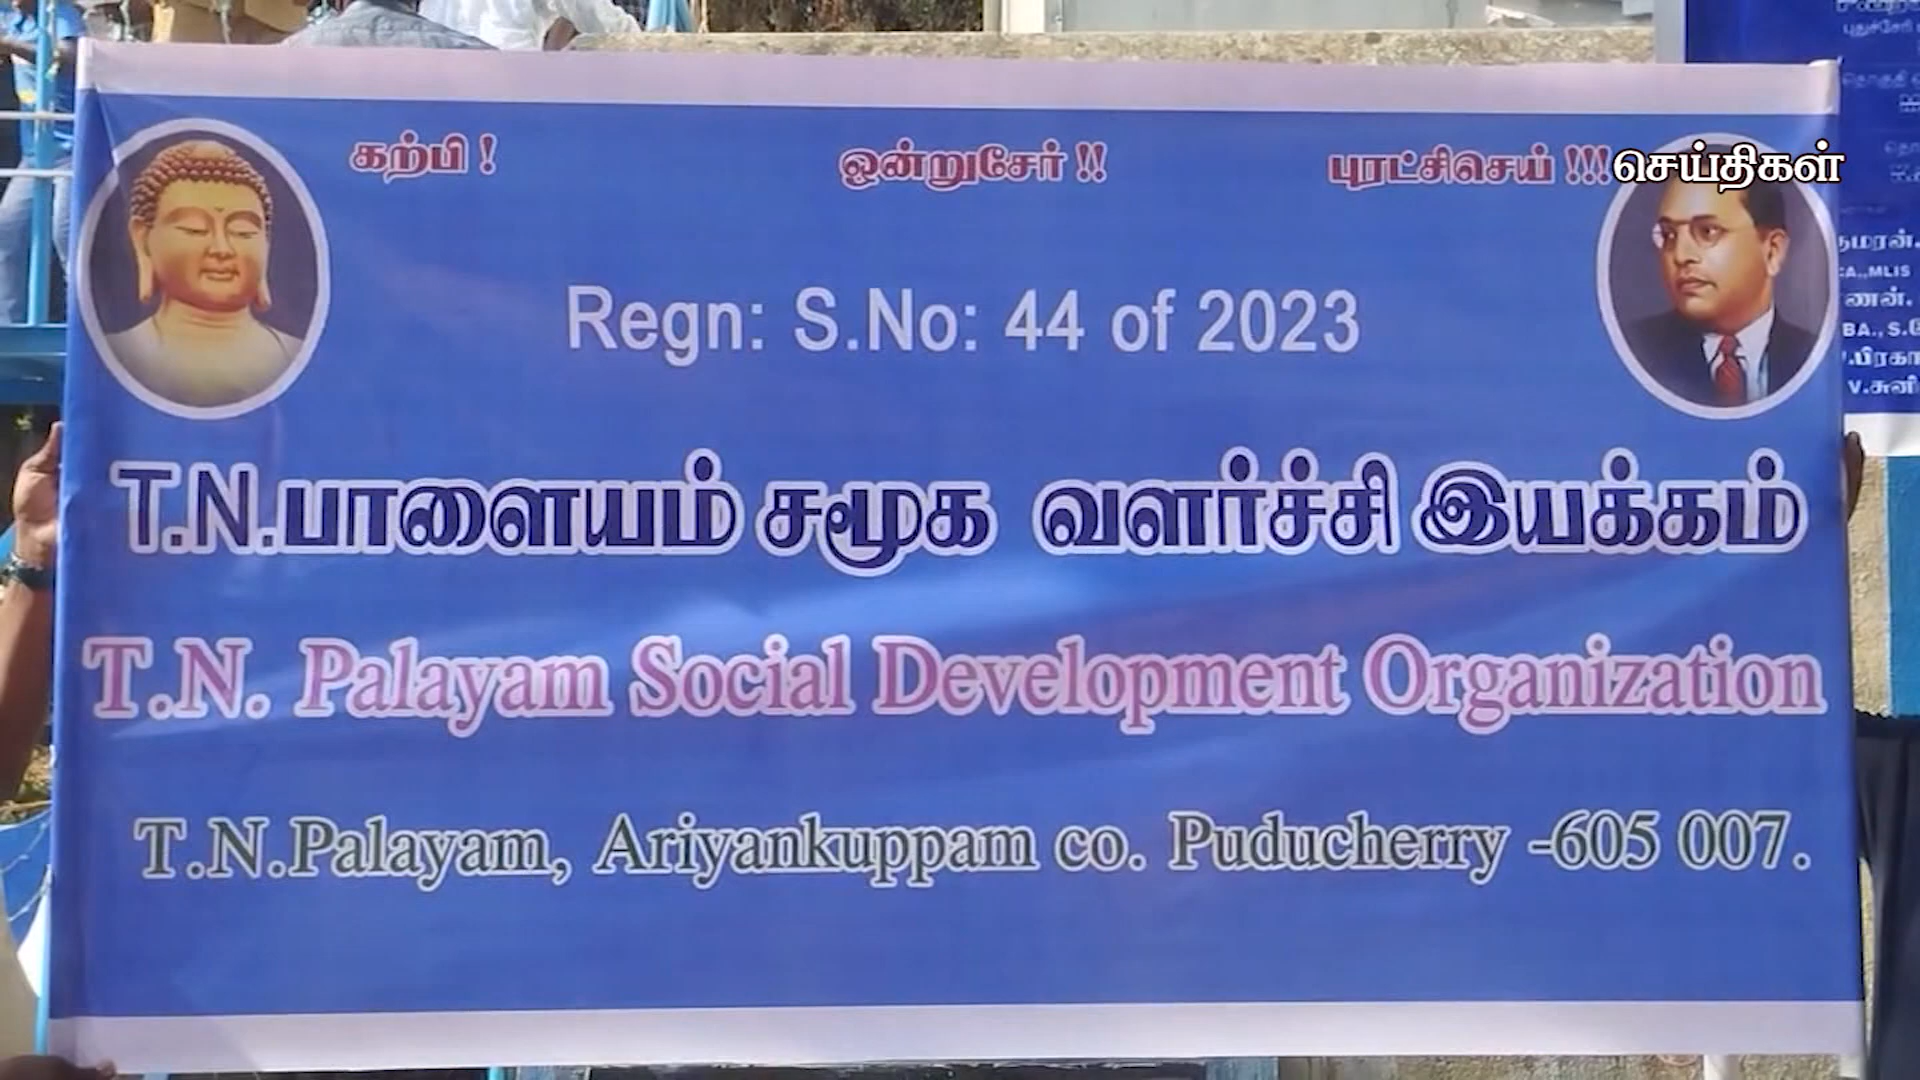 கற்பி ! ஒன்றுசேர் !! புரட்சிசெய் !!!
செய்திகள்
Regn: S.No: 44 of 2023
T.N.பாளையம் சமூக வளர்ச்சி இயக்கம்
T.N. Palayam Social Development Organization
T.N.Palayam, Ariyankuppam co. Puducherry -605 007.
MLIS